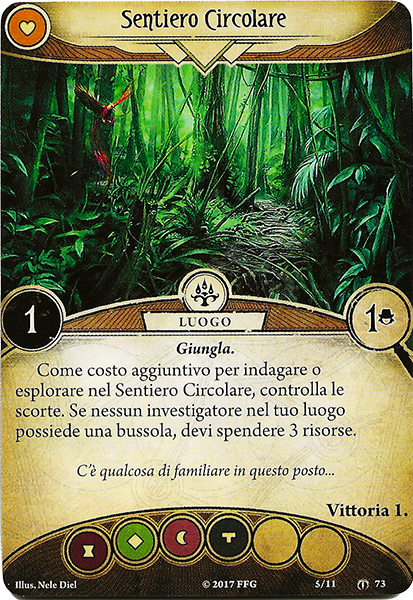 Sentiero Circolare
1
1
LUOGO
Giungla.
Come costo aggiuntivo per indagare o
esplorare nel Sentiero Circolare, controlla le
scorte. Se nessun investigatore nel tuo luogo
possiede una bussola, devi spendere 3 risorse.
C'è qualcosa di familiare in questo posto...
Vittoria 1.
Illus. Nele Diel © 2017 FFG 5/11 73